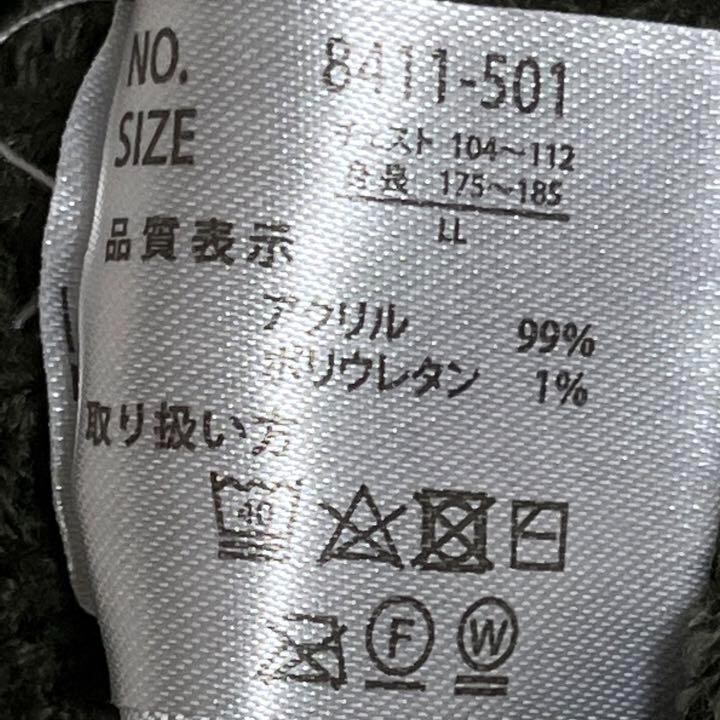 NO. 8411-501
SIZE チェスト 104～112
身長 175～185
LL
品質表示
アクリル 99%
ポリウレタン 1%
取り扱い方
40
F W